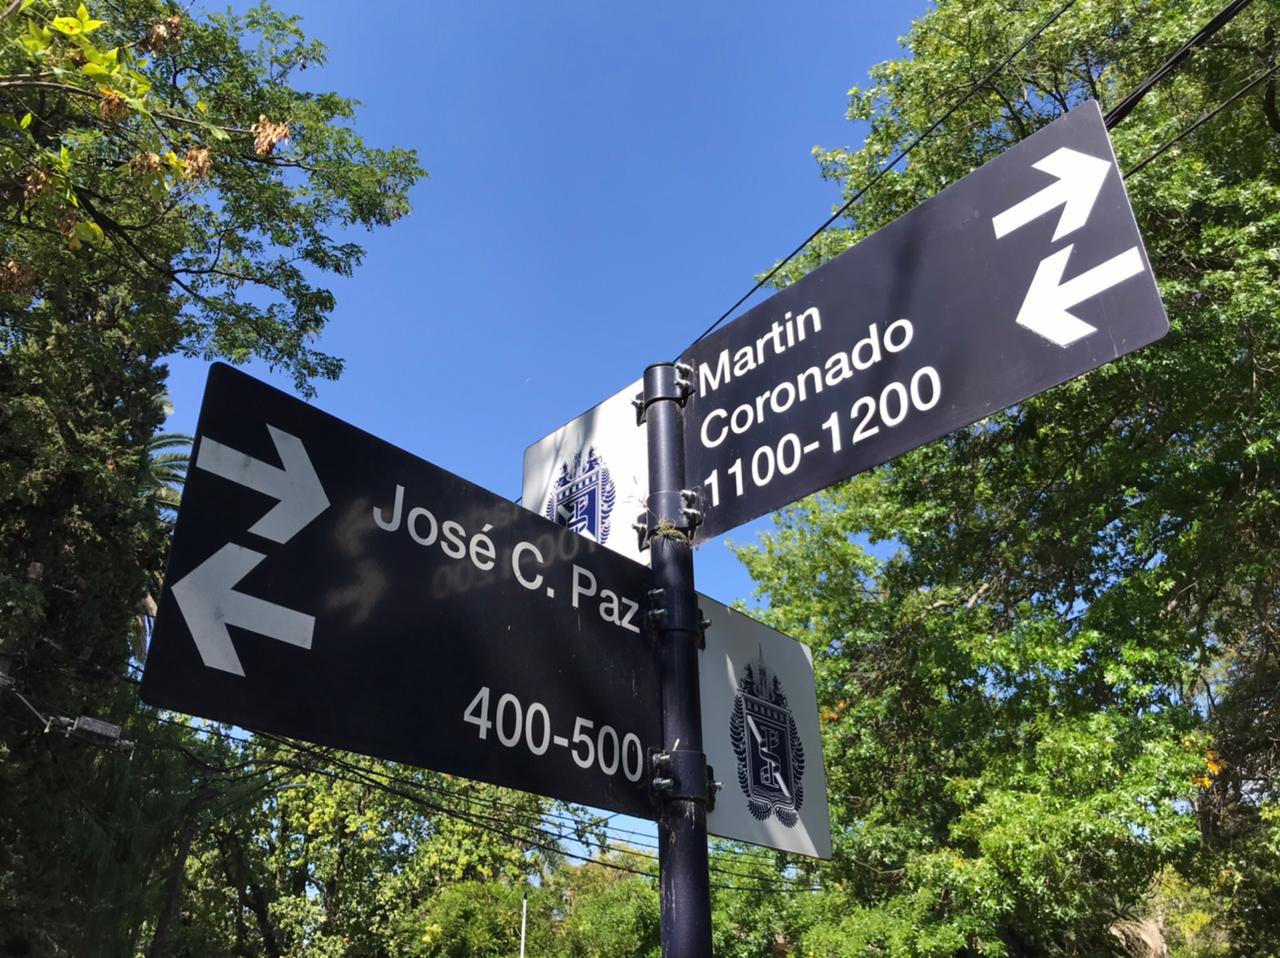 Martin
Coronado
1100-1200
José C. Paz
400-500